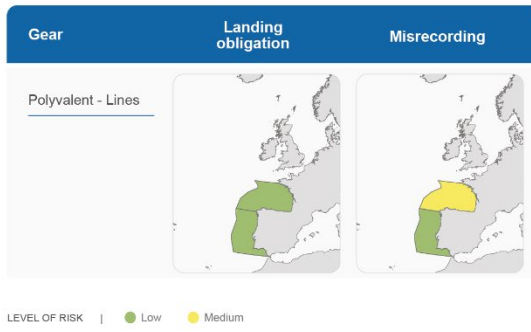 Gear
Landing
obligation
Misrecording
Polyvalent - Lines
LEVEL OF RISK | Low Medium